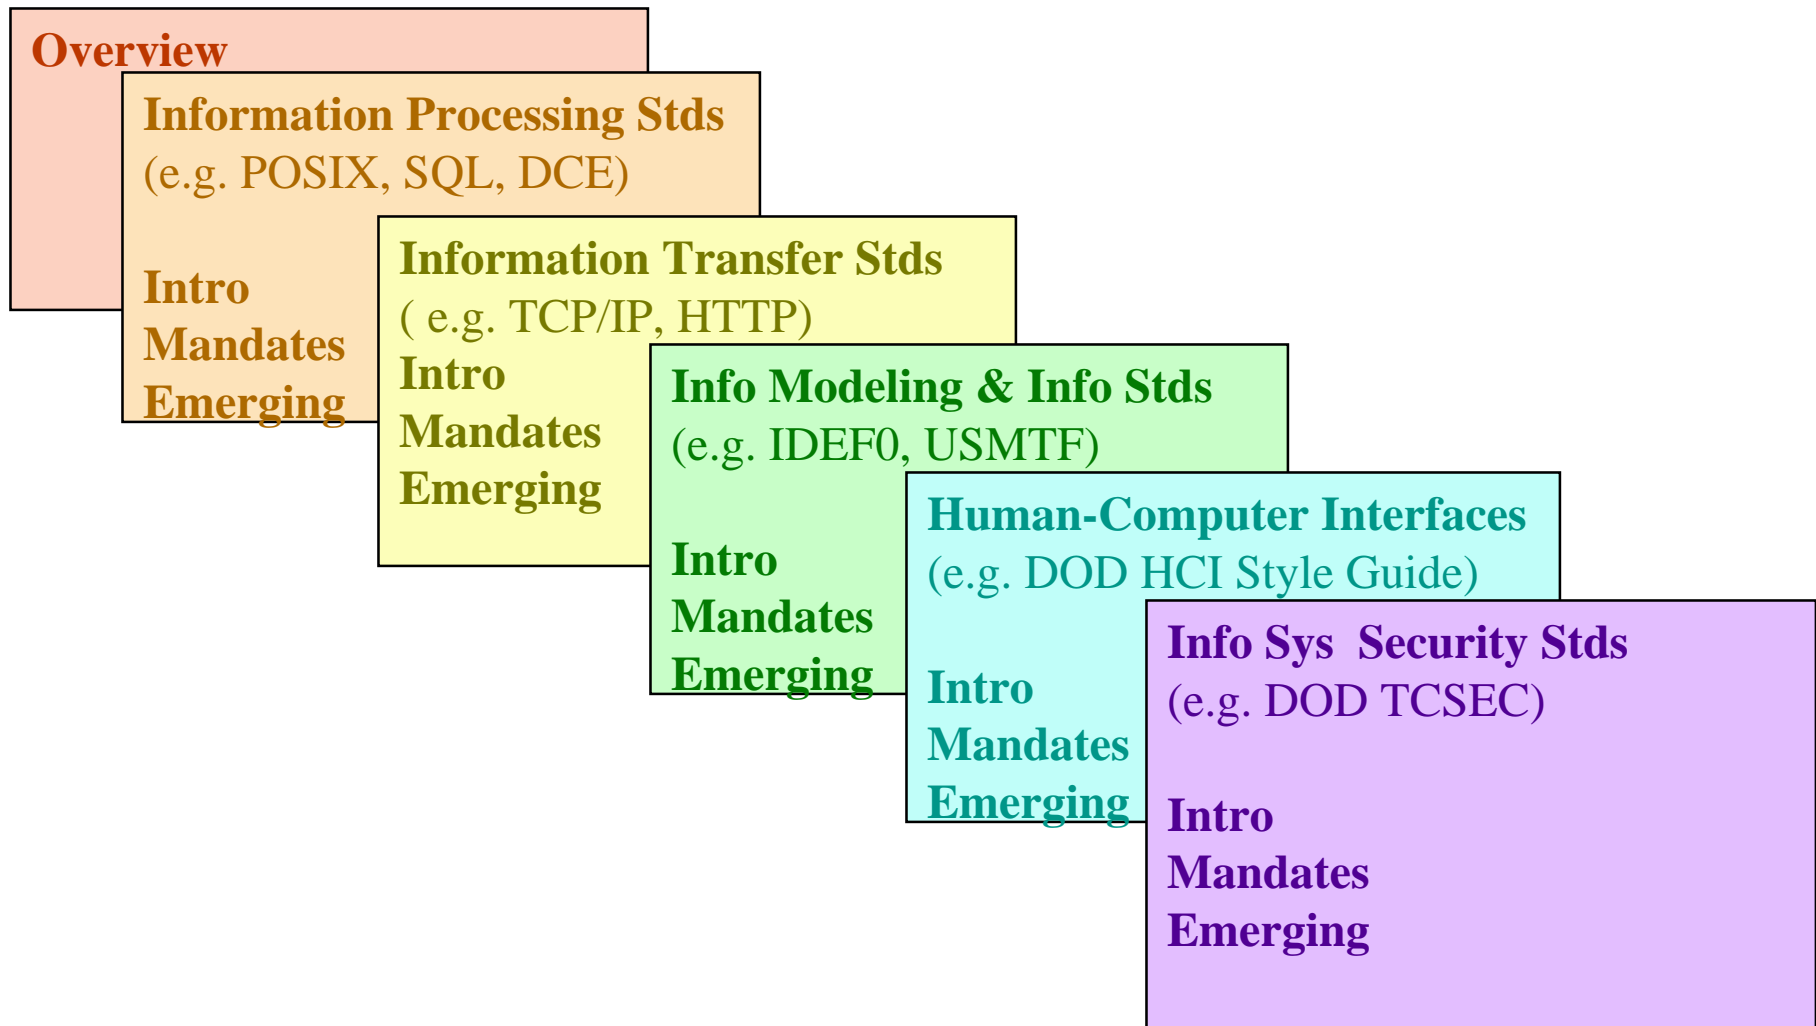 Overview
Information Processing Stds
(e.g. POSIX, SQL, DCE)
Intro
Mandates
Emerging
Information Transfer Stds
( e.g. TCP/IP, HTTP)
Intro
Mandates
Emerging
Info Modeling & Info Stds
(e.g. IDEF0, USMTF)
Intro
Mandates
Emerging
Human-Computer Interfaces
(e.g. DOD HCI Style Guide)
Intro
Mandates
Emerging
Info Sys  Security Stds
(e.g. DOD TCSEC)
Intro
Mandates
Emerging